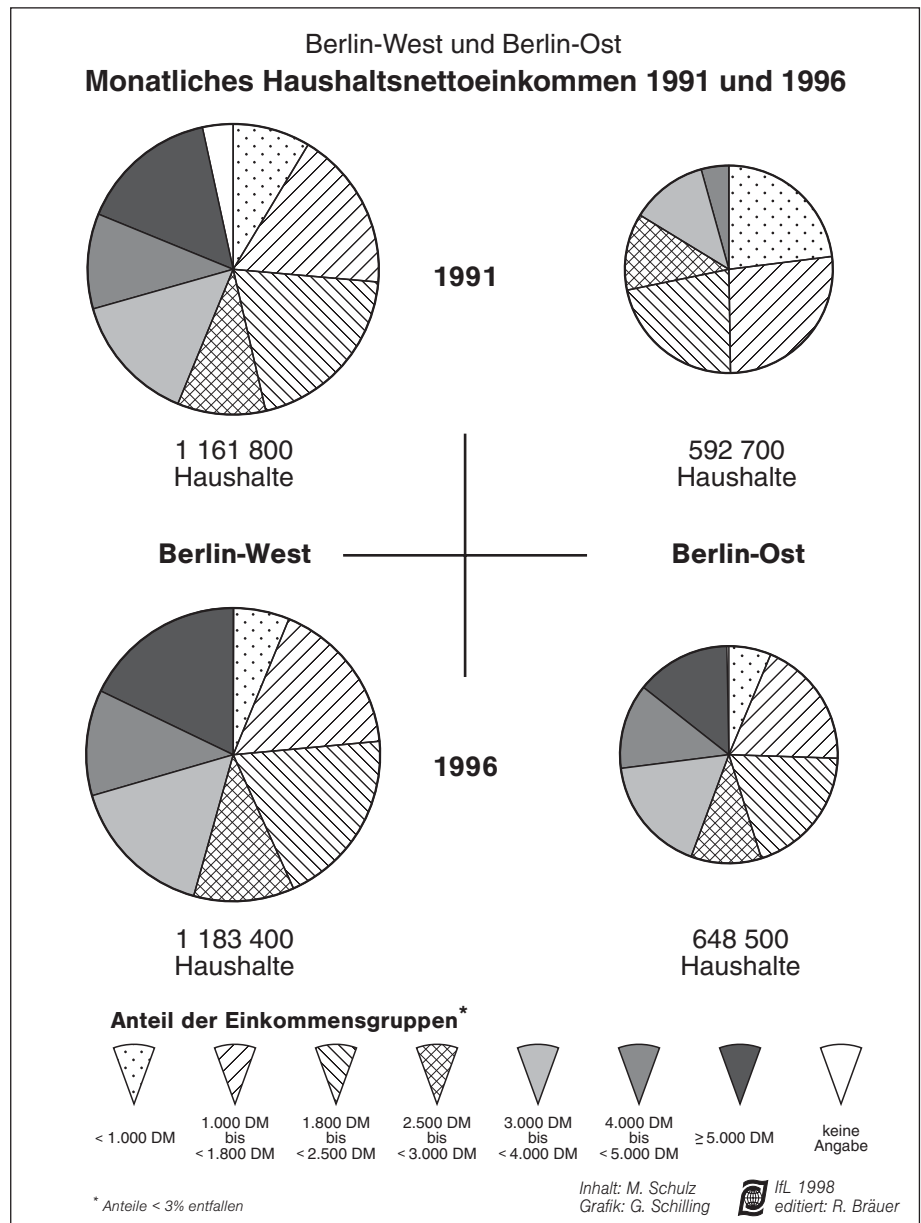 Berlin-West und Berlin-Ost
Monatliches Haushaltsnettoeinkommen 1991 und 1996
1991
1 161 800
Haushalte
592 700
Haushalte
Berlin-West
Berlin-Ost
1996
1 183 400
Haushalte
648 500
Haushalte
Anteil der Einkommensgruppen*
< 1.000 DM
1.000 DM
bis
< 1.800 DM
1.800 DM
bis
< 2.500 DM
2.500 DM
bis
< 3.000 DM
3.000 DM
bis
< 4.000 DM
4.000 DM
bis
< 5.000 DM
≥ 5.000 DM
keine
Angabe
* Anteile < 3% entfallen
Inhalt: M. Schulz
Grafik: G. Schilling
IfL 1998
editiert: R. Bräuer